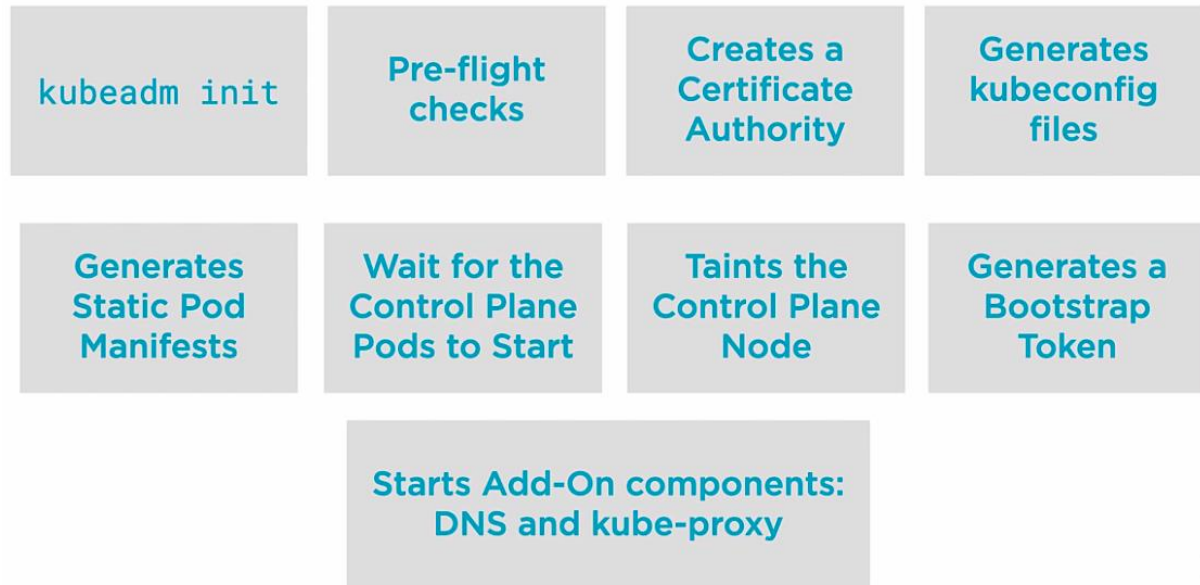 kubeadm init
Pre-flight
checks
Creates a
Certificate
Authority
Generates
kubeconfig
files
Generates
Static Pod
Manifests
Wait for the
Control Plane
Pods to Start
Taints the
Control Plane
Node
Generates a
Bootstrap
Token
Starts Add-On components:
DNS and kube-proxy